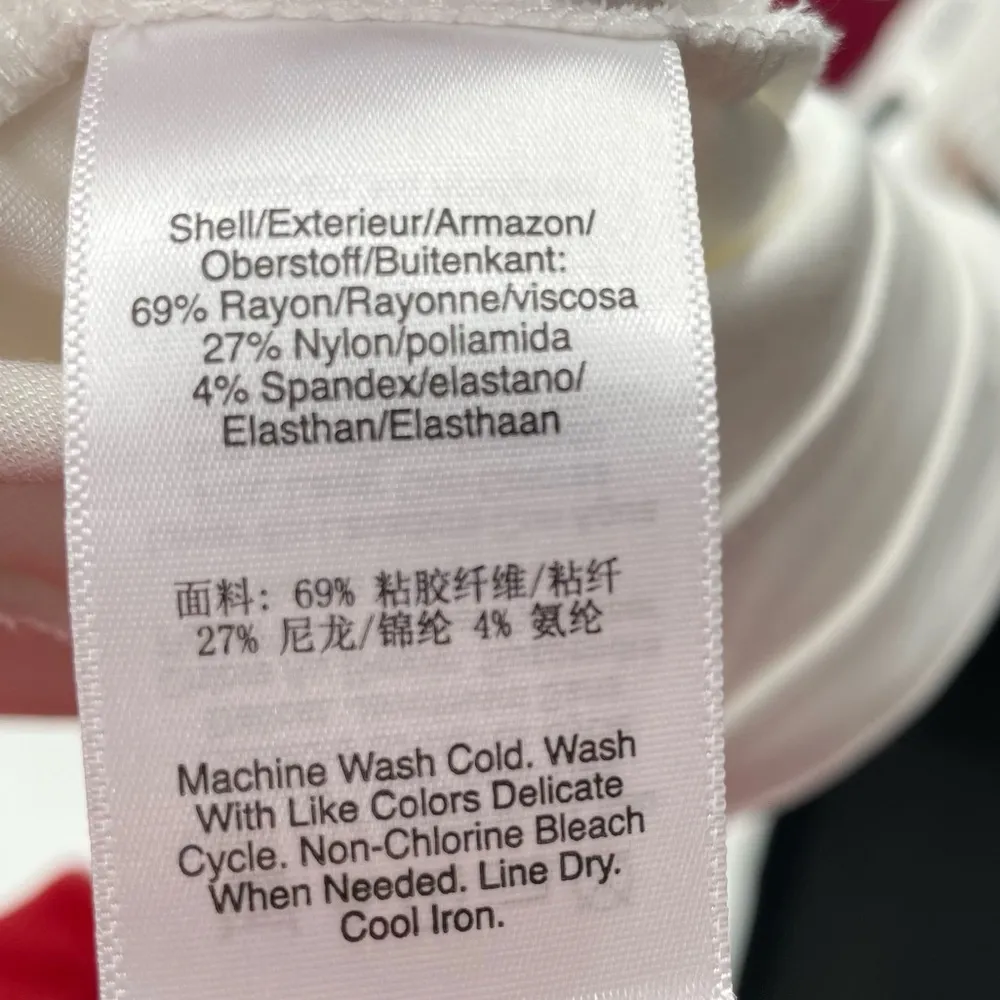 Shell/Exterieur/Armazon/
Oberstoff/Buitenkant:
69% Rayon/Rayonne/viscosa
27% Nylon/poliamida
4% Spandex/elastano/
Elasthan/Elasthaan
面料: 69% 粘胶纤维/粘纤
27% 尼龙/锦纶 4% 氨纶
Machine Wash Cold. Wash
With Like Colors Delicate
Cycle. Non-Chlorine Bleach
When Needed. Line Dry.
Cool Iron.